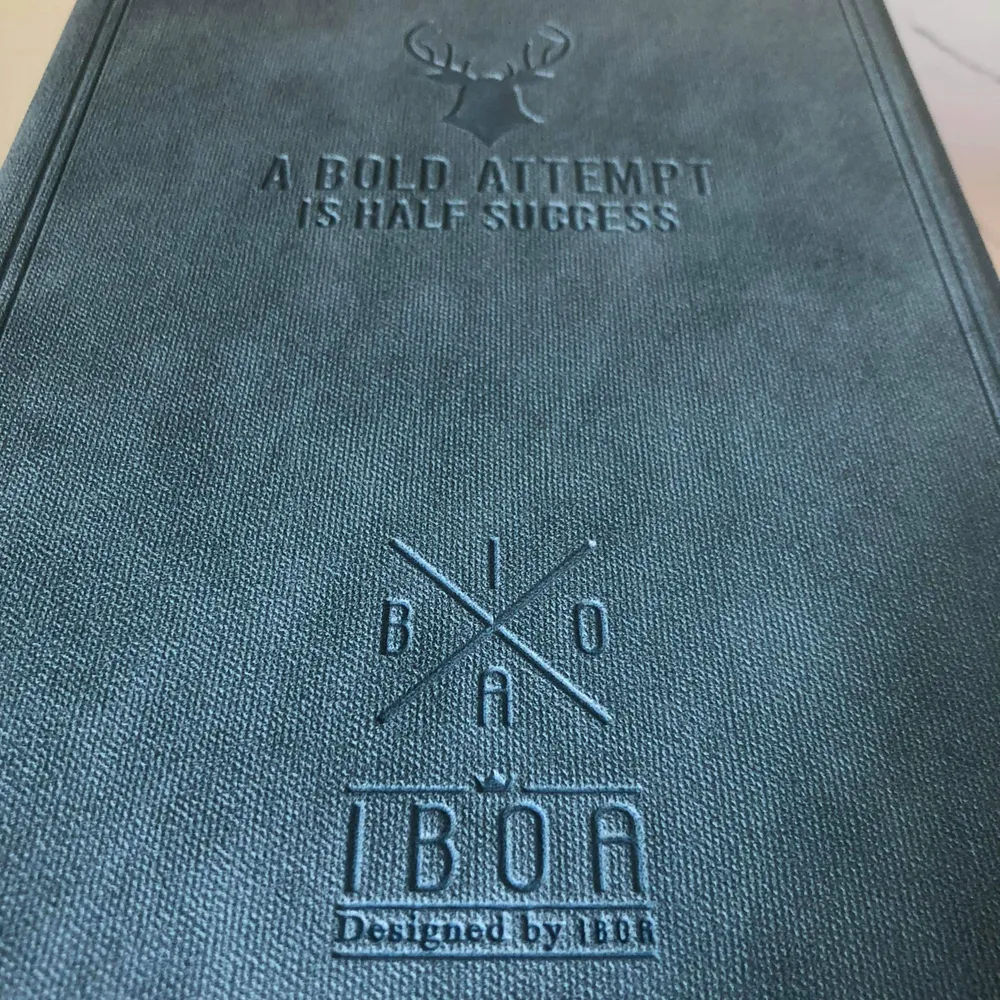 A BOLD ATTEMPT
IS HALF SUCCESS
I
B O
A
IBOA
Designed by IBOA